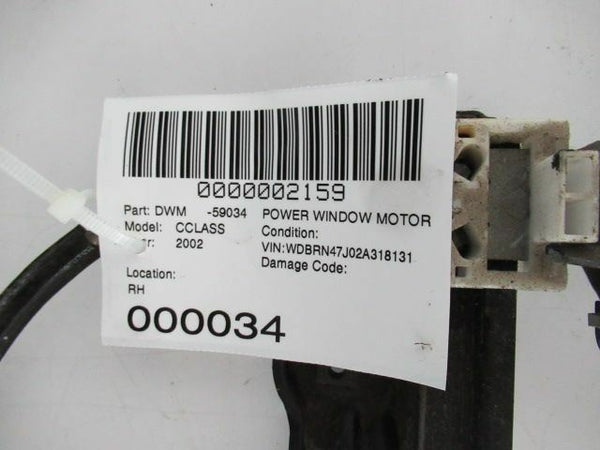 0000002159
Part: DWM -59034 POWER WINDOW MOTOR
Model: CCLASS Condition:
2002 VIN:WDBRN47J02A318131
Damage Code:
Location:
RH
000034